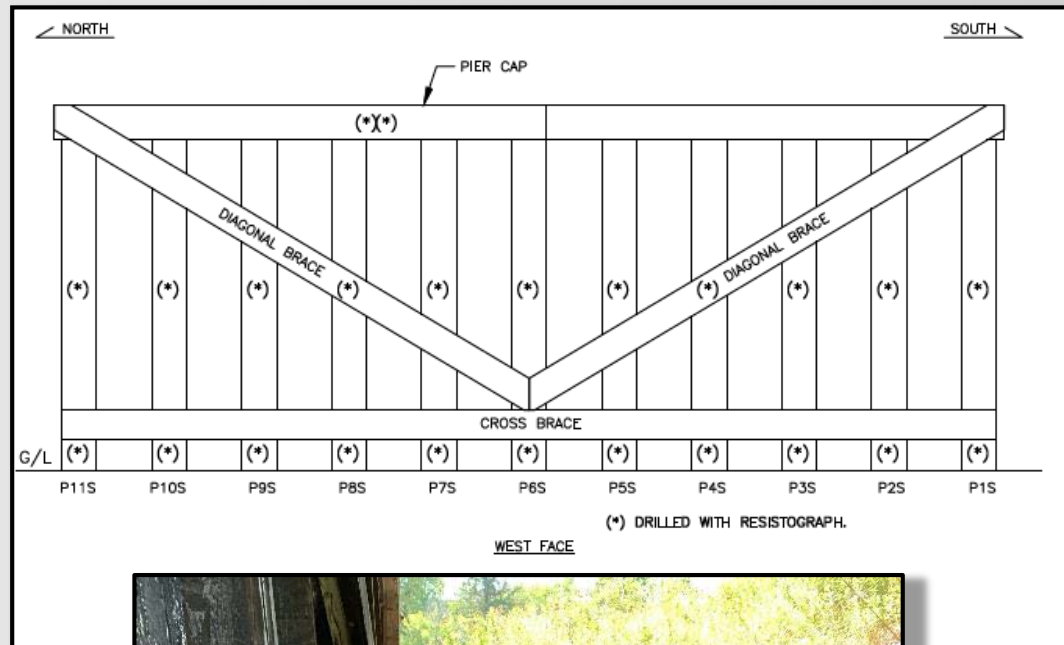 NORTH SOUTH
PIER CAP
(*)(*)
DIAGONAL BRACE DIAGONAL BRACE
(*) (*) (*) (*) (*) (*) (*) (*) (*) (*) (*)
CROSS BRACE
G/L (*) (*) (*) (*) (*) (*) (*) (*) (*) (*) (*)
P11S P10S P9S P8S P7S P6S P5S P4S P3S P2S P1S
(*) DRILLED WITH RESISTOGRAPH.
WEST FACE